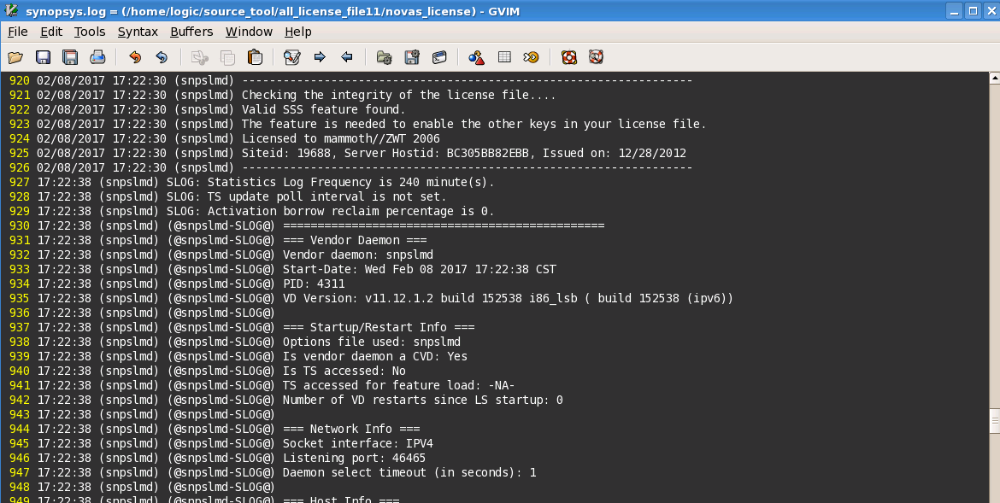 synopsys.log = (/home/logic/source_tool/all_license_file11/novas_license) - GVIM
File Edit Tools Syntax Buffers Window Help
920 02/08/2017 17:22:30 (snpslmd) ------------------------------------------------------------------
921 02/08/2017 17:22:30 (snpslmd) Checking the integrity of the license file....
922 02/08/2017 17:22:30 (snpslmd) Valid SSS feature found.
923 02/08/2017 17:22:30 (snpslmd) The feature is needed to enable the other keys in your license file.
924 02/08/2017 17:22:30 (snpslmd) Licensed to mammoth//ZWT 2006
925 02/08/2017 17:22:30 (snpslmd) Siteid: 19688, Server Hostid: BC305BB82EBB, Issued on: 12/28/2012
926 02/08/2017 17:22:30 (snpslmd) ------------------------------------------------------------------
927 17:22:38 (snpslmd) SLOG: Statistics Log Frequency is 240 minute(s).
928 17:22:38 (snpslmd) SLOG: TS update poll interval is not set.
929 17:22:38 (snpslmd) SLOG: Activation borrow reclaim percentage is 0.
930 17:22:38 (snpslmd) (@snpslmd-SLOG@) ===============================================
931 17:22:38 (snpslmd) (@snpslmd-SLOG@) === Vendor Daemon ===
932 17:22:38 (snpslmd) (@snpslmd-SLOG@) Vendor daemon: snpslmd
933 17:22:38 (snpslmd) (@snpslmd-SLOG@) Start-Date: Wed Feb 08 2017 17:22:38 CST
934 17:22:38 (snpslmd) (@snpslmd-SLOG@) PID: 4311
935 17:22:38 (snpslmd) (@snpslmd-SLOG@) VD Version: v11.12.1.2 build 152538 i86_lsb ( build 152538 (ipv6))
936 17:22:38 (snpslmd) (@snpslmd-SLOG@)
937 17:22:38 (snpslmd) (@snpslmd-SLOG@) === Startup/Restart Info ===
938 17:22:38 (snpslmd) (@snpslmd-SLOG@) Options file used: snpslmd
939 17:22:38 (snpslmd) (@snpslmd-SLOG@) Is vendor daemon a CVD: Yes
940 17:22:38 (snpslmd) (@snpslmd-SLOG@) Is TS accessed: No
941 17:22:38 (snpslmd) (@snpslmd-SLOG@) TS accessed for feature load: -NA-
942 17:22:38 (snpslmd) (@snpslmd-SLOG@) Number of VD restarts since LS startup: 0
943 17:22:38 (snpslmd) (@snpslmd-SLOG@)
944 17:22:38 (snpslmd) (@snpslmd-SLOG@) === Network Info ===
945 17:22:38 (snpslmd) (@snpslmd-SLOG@) Socket interface: IPV4
946 17:22:38 (snpslmd) (@snpslmd-SLOG@) Listening port: 46465
947 17:22:38 (snpslmd) (@snpslmd-SLOG@) Daemon select timeout (in seconds): 1
948 17:22:38 (snpslmd) (@snpslmd-SLOG@)
949 17:22:38 (snpslmd) (@snpslmd-SLOG@) === Host Info ===